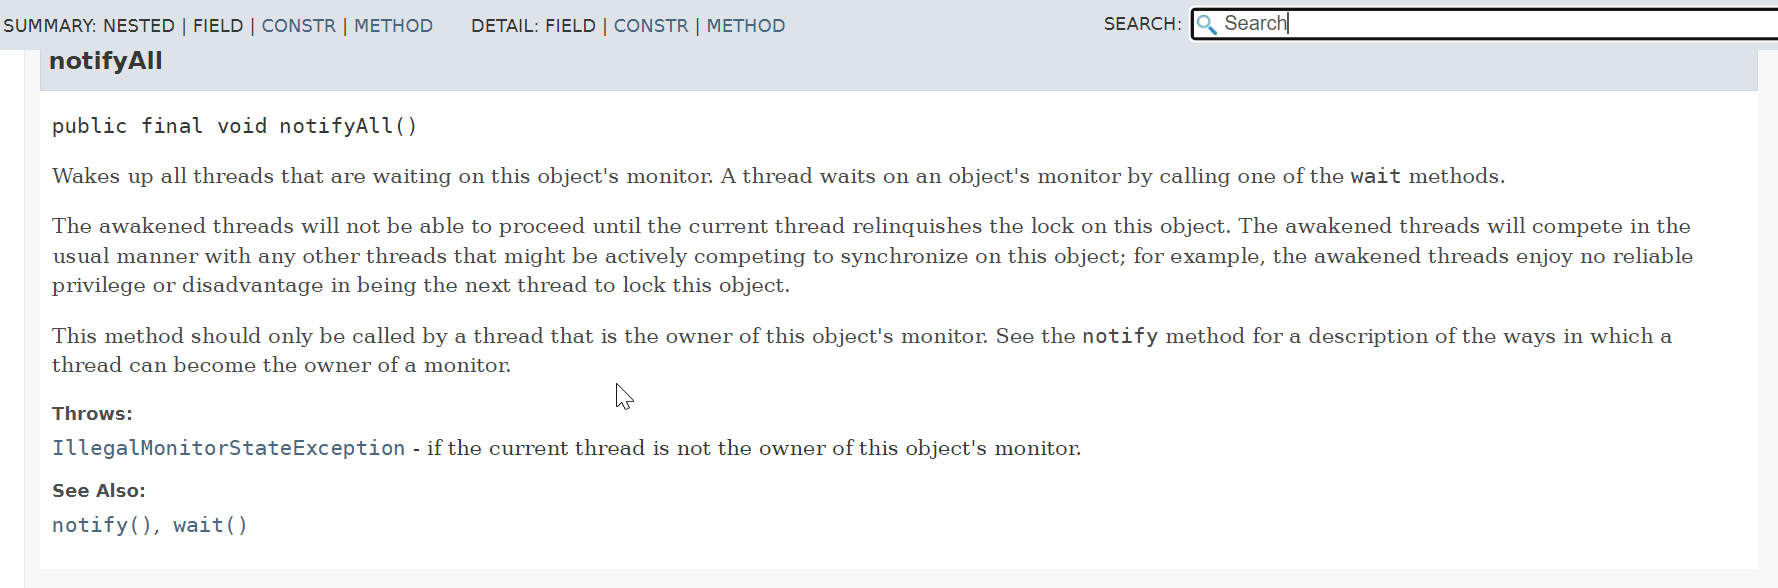 SUMMARY: NESTED | FIELD | CONSTR | METHOD DETAIL: FIELD | CONSTR | METHOD SEARCH: Search
notifyAll
public final void notifyAll()
Wakes up all threads that are waiting on this object's monitor. A thread waits on an object's monitor by calling one of the wait methods.
The awakened threads will not be able to proceed until the current thread relinquishes the lock on this object. The awakened threads will compete in the
usual manner with any other threads that might be actively competing to synchronize on this object; for example, the awakened threads enjoy no reliable
privilege or disadvantage in being the next thread to lock this object.
This method should only be called by a thread that is the owner of this object's monitor. See the notify method for a description of the ways in which a
thread can become the owner of a monitor.
Throws:
IllegalMonitorStateException - if the current thread is not the owner of this object's monitor.
See Also:
notify(), wait()